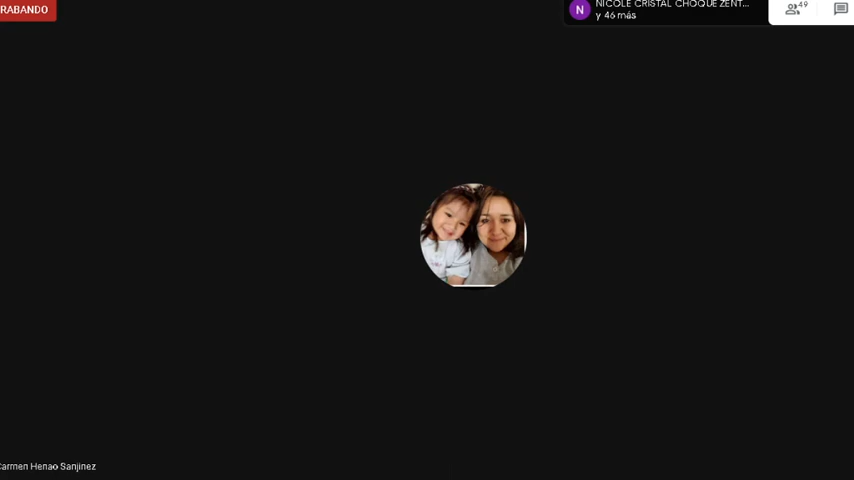 RABANDO
N
NICOLE CRISTAL CHOQUE ZENT...
y 46 más
49
Carmen Henao Sanjinez